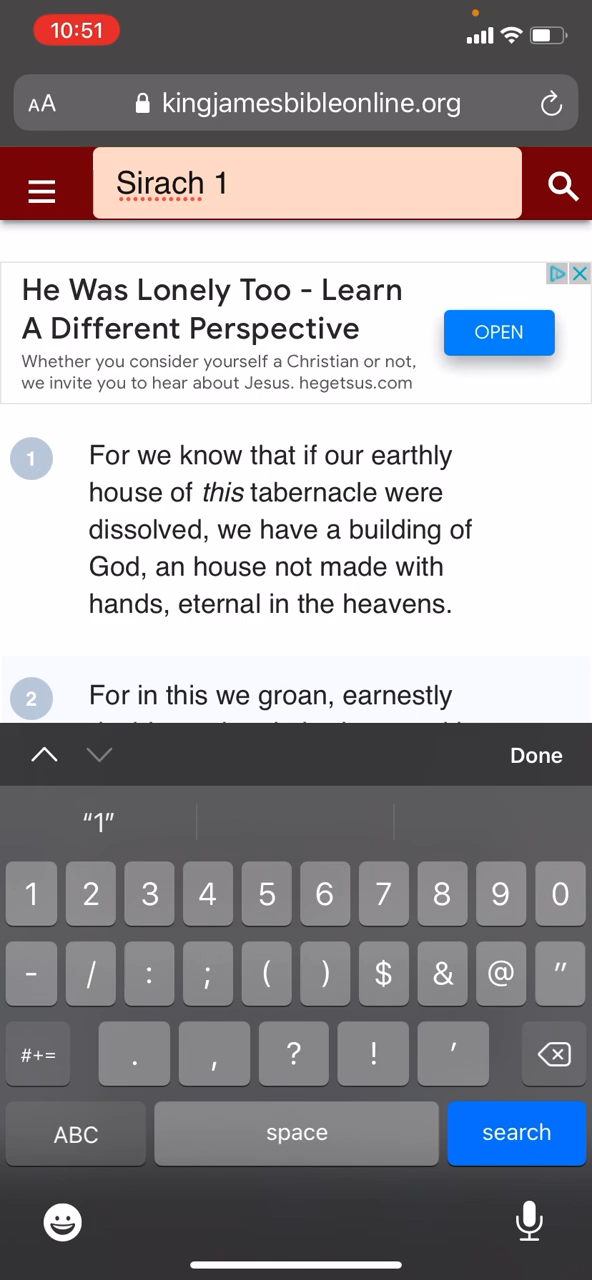 10:51
AA kingjamesbibleonline.org
Sirach 1
He Was Lonely Too - Learn
A Different Perspective
OPEN
Whether you consider yourself a Christian or not,
we invite you to hear about Jesus. hegetsus.com
1 For we know that if our earthly
house of this tabernacle were
dissolved, we have a building of
God, an house not made with
hands, eternal in the heavens.
2 For in this we groan, earnestly
Done
“1”
1 2 3 4 5 6 7 8 9 0
- / : ; ( ) $ & @ "
#+= . , ? ! '
ABC space search